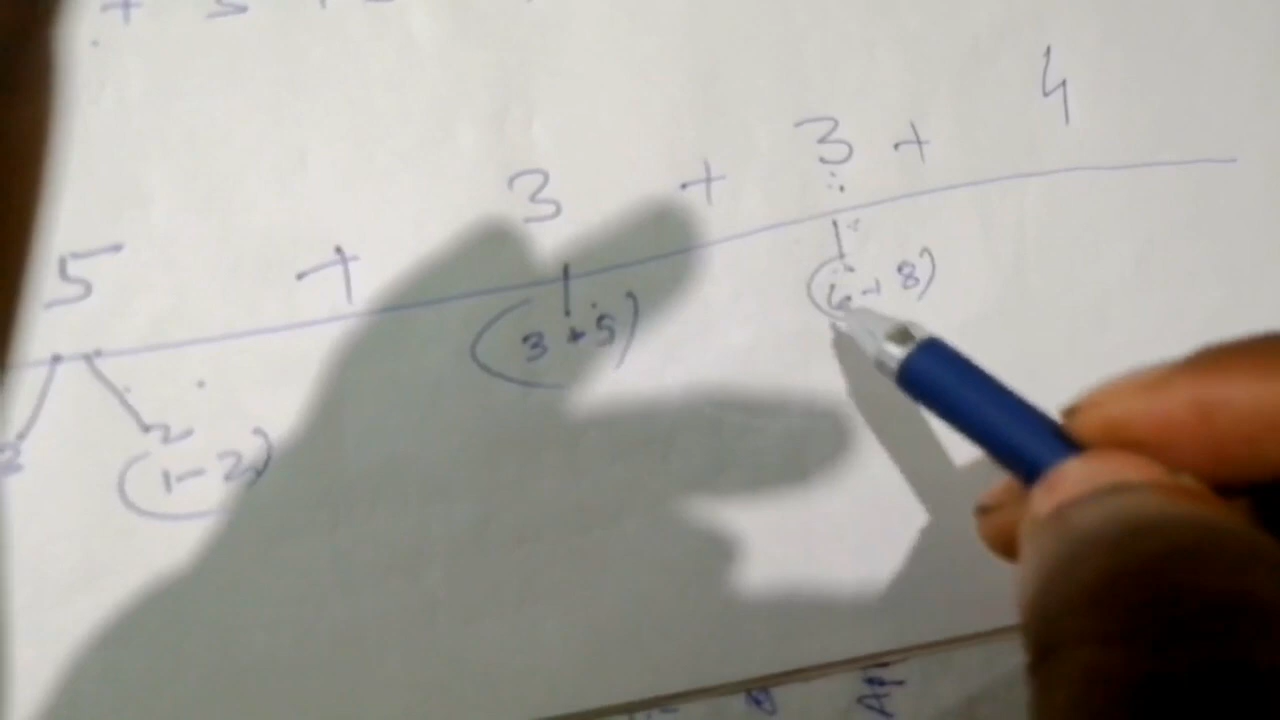 5 + 3 + 3 + 4
(1-2) (3+5) (6+8)